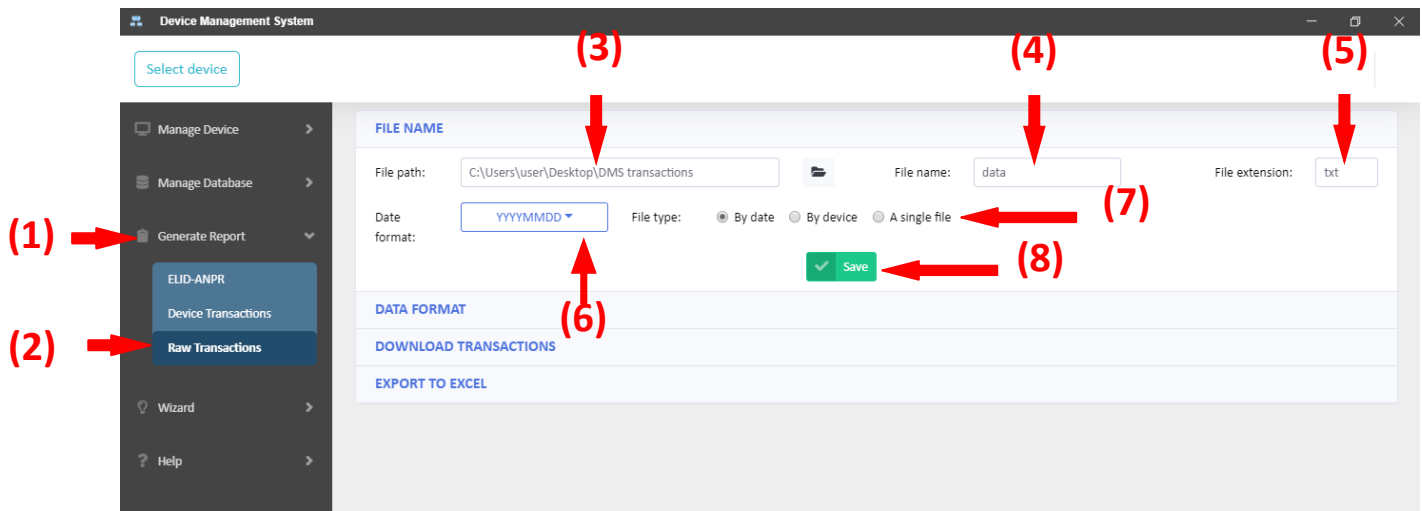 Device Management System
(3)
(4)
(5)
Select device
Manage Device
FILE NAME
File path:
C:\Users\user\Desktop\DMS transactions
File name:
data
File extension:
txt
Manage Database
(7)
Date format:
YYYYMMDD
File type:
By date
By device
A single file
(1)
Generate Report
(8)
Save
ELID-ANPR
(6)
DATA FORMAT
Device Transactions
(2)
Raw Transactions
DOWNLOAD TRANSACTIONS
EXPORT TO EXCEL
Wizard
Help